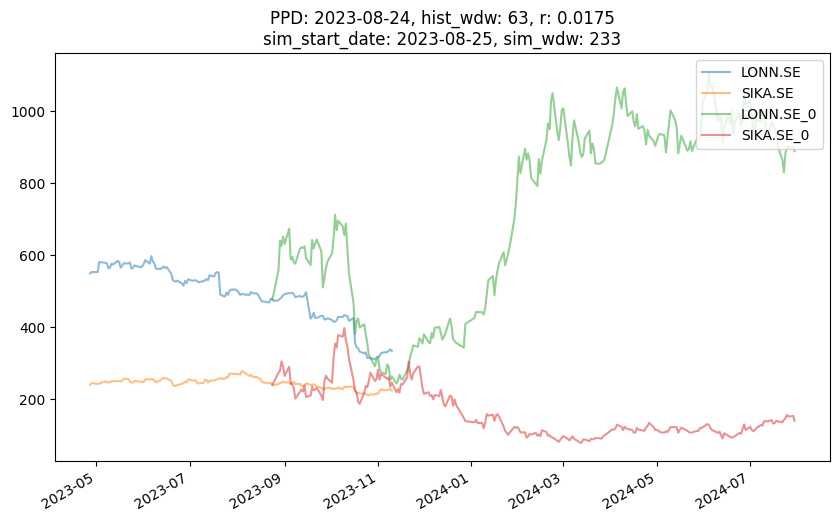 PPD: 2023-08-24, hist_wdw: 63, r: 0.0175
sim_start_date: 2023-08-25, sim_wdw: 233
LONN.SE
SIKA.SE
LONN.SE_0
SIKA.SE_0
1000
800
600
400
200
2023-05
2023-07
2023-09
2023-11
2024-01
2024-03
2024-05
2024-07